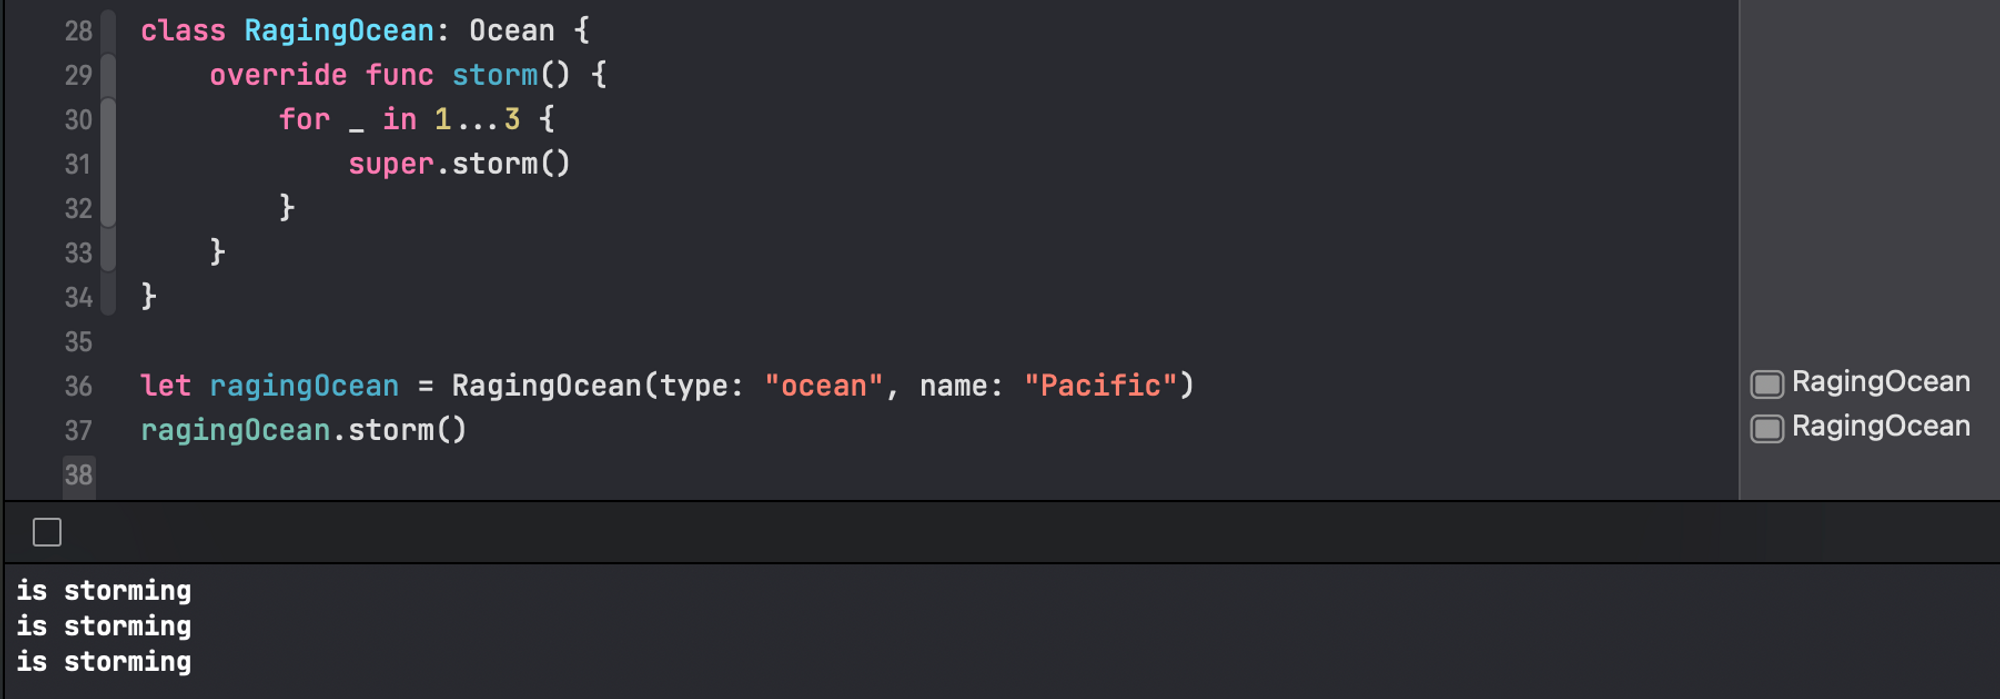 28 class RagingOcean: Ocean {
29 override func storm() {
30 for _ in 1...3 {
31 super.storm()
32 }
33 }
34 }
35
36 let ragingOcean = RagingOcean(type: "ocean", name: "Pacific") RagingOcean
37 ragingOcean.storm() RagingOcean
38
is storming
is storming
is storming